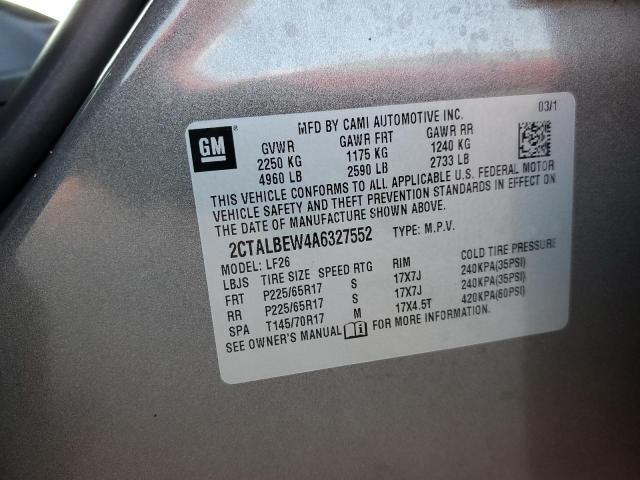 MFD BY CAMI AUTOMOTIVE INC. 03/1
GM ® GVWR GAWR FRT GAWR RR
2250 KG 1175 KG 1240 KG
4960 LB 2590 LB 2733 LB
THIS VEHICLE CONFORMS TO ALL APPLICABLE U.S. FEDERAL MOTOR
VEHICLE SAFETY AND THEFT PREVENTION STANDARDS IN EFFECT ON
THE DATE OF MANUFACTURE SHOWN ABOVE.
2CTALBEW4A6327552 TYPE: M.P.V.
MODEL: LF26
LBJS TIRE SIZE SPEED RTG RIM COLD TIRE PRESSURE
FRT P225/65R17 S 17X7J 240KPA(35PSI)
RR P225/65R17 S 17X7J 240KPA(35PSI)
SPA T145/70R17 M 17X4.5T 420KPA(60PSI)
SEE OWNER'S MANUAL FOR MORE INFORMATION.